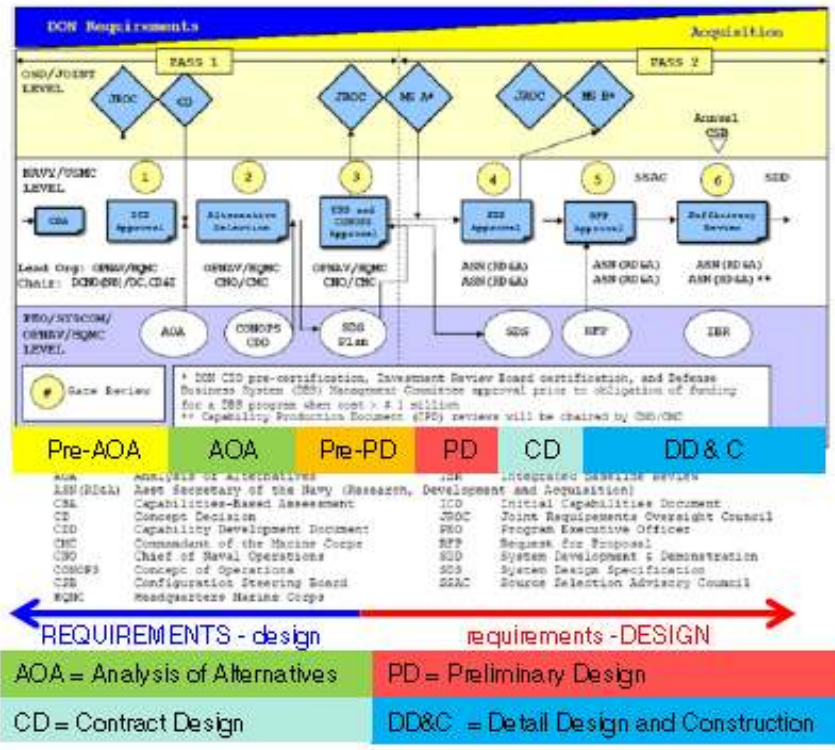 DON Requirements
Acquisition
PASS 1
PASS 2
OSD/JOINT
LEVEL
JROC
CD
JROC
MS A*
JROC
MS B*
Annual
CSB
NAVY/USMC
LEVEL
1
2
3
4
5
SSAC
6
SDD
CBA
ICD
Approval
Alternative
Selection
CDD and
CONOPS
Approval
SDS
Approval
RFP
Approval
Sufficiency
Review
Lead Org: OPNAV/HQMC
Chair:
OPNAV/HQMC
CNO/CMC
OPNAV/HQMC
CNO/CMC
ASN(RD&A)
ASN(RD&A)
ASN(RD&A)
ASN(RD&A)
ASN(RD&A)
ASN(RD&A)**
PEO/SYSCOM/
OPNAV/HQMC
LEVEL
AOA
CONOPS
CDD
SDS
Plan
SDS
RFP
IBR
# Gate Review
* DON CIO pre-certification, Investment Review Board certification, and Defense
Business System (DBS) Management Committee approval prior to obligation of funding
for a DBS program when cost > $ 1 million
** Capability Production Document (CPD) reviews will be chaired by CNO/CMC
Pre-AOA
AOA
Pre-PD
PD
CD
DD & C
AOA Analysis of Alternatives
IBR Integrated Baseline Review
ASN(RD&A) Asst Secretary of the Navy (Research, Development and Acquisition)
CBA Capabilities-Based Assessment
ICD Initial Capabilities Document
CD Concept Decision
JROC Joint Requirements Oversight Council
CDD Capability Development Document
PEO Program Executive Officer
CMC Commandant of the Marine Corps
RFP Request for Proposal
CNO Chief of Naval Operations
SDD System Development & Demonstration
CONOPS Concept of Operations
SDS System Design Specification
CSB Configuration Steering Board
SSAC Source Selection Advisory Council
HQMC Headquarters Marine Corps
REQUIREMENTS - design
requirements -DESIGN
AOA = Analysis of Alternatives
PD = Preliminary Design
CD = Contract Design
DD&C = Detail Design and Construction